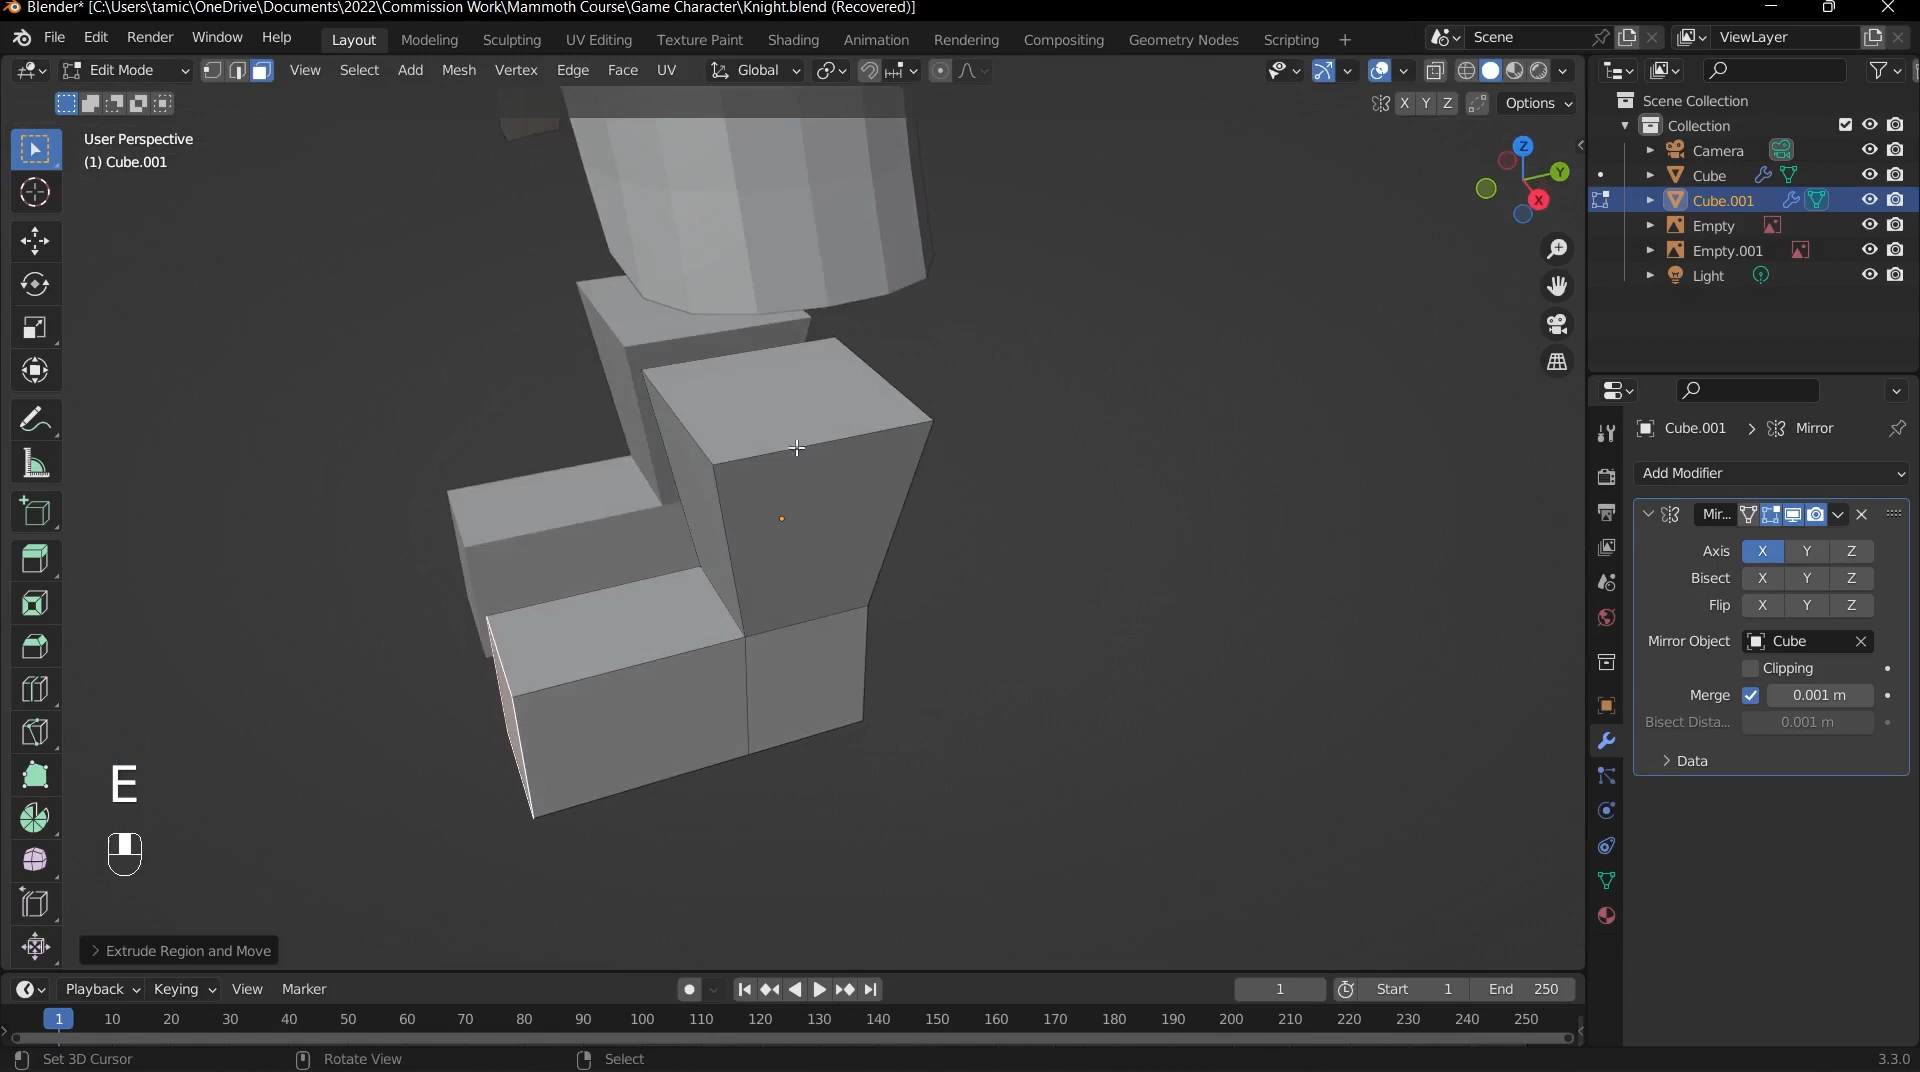 Blender* [C:\Users\tamic\OneDrive\Documents\2022\Commission Work\Mammoth Course\Game Character\Knight.blend (Recovered)]
File Edit Render Window Help Layout Modeling Sculpting UV Editing Texture Paint Shading Animation Rendering Compositing Geometry Nodes Scripting + Scene ViewLayer
Edit Mode View Select Add Mesh Vertex Edge Face UV Global
X Y Z Options
User Perspective
(1) Cube.001
Z
Y
X
Scene Collection
Collection
Camera
Cube
Cube.001
Empty
Empty.001
Light
Cube.001 > Mirror
Add Modifier
Mir...
Axis X Y Z
Bisect X Y Z
Flip X Y Z
Mirror Object Cube
Clipping
Merge 0.001 m
Bisect Dista... 0.001 m
Data
E
Extrude Region and Move
Playback Keying View Marker 1 Start 1 End 250
1 10 20 30 40 50 60 70 80 90 100 110 120 130 140 150 160 170 180 190 200 210 220 230 240 250
Set 3D Cursor Rotate View Select 3.3.0